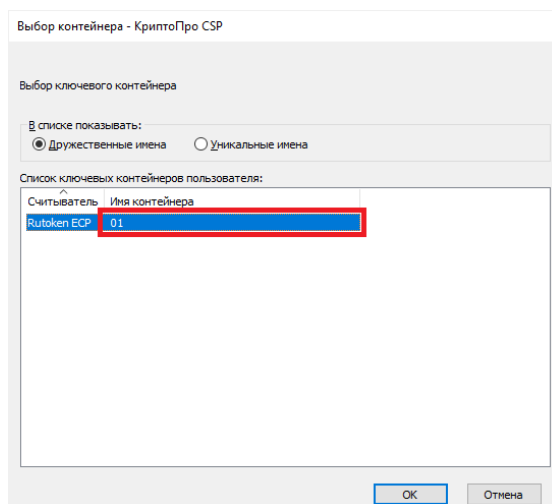 Выбор контейнера - КриптоПро CSP
Выбор ключевого контейнера
В списке показывать:
Дружественные имена Уникальные имена
Список ключевых контейнеров пользователя:
Считыватель Имя контейнера
Rutoken ECP 01
ОК Отмена